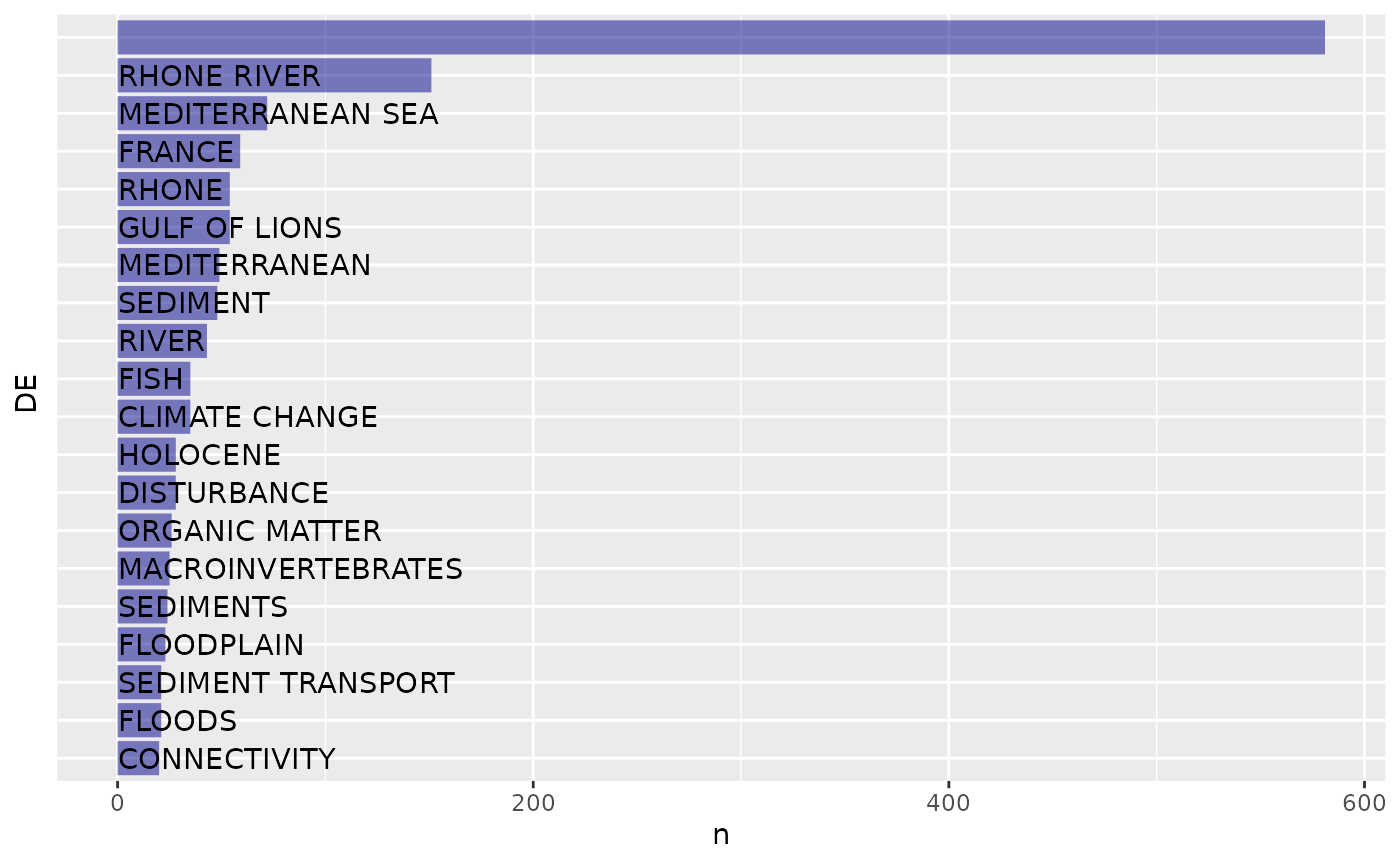 RHONE RIVER
MEDITERRANEAN SEA
FRANCE
RHONE
GULF OF LIONS
MEDITERRANEAN
SEDIMENT
RIVER
FISH
CLIMATE CHANGE
HOLOCENE
DISTURBANCE
ORGANIC MATTER
MACROINVERTEBRATES
SEDIMENTS
FLOODPLAIN
SEDIMENT TRANSPORT
FLOODS
CONNECTIVITY
DE
0 200 400 600
n